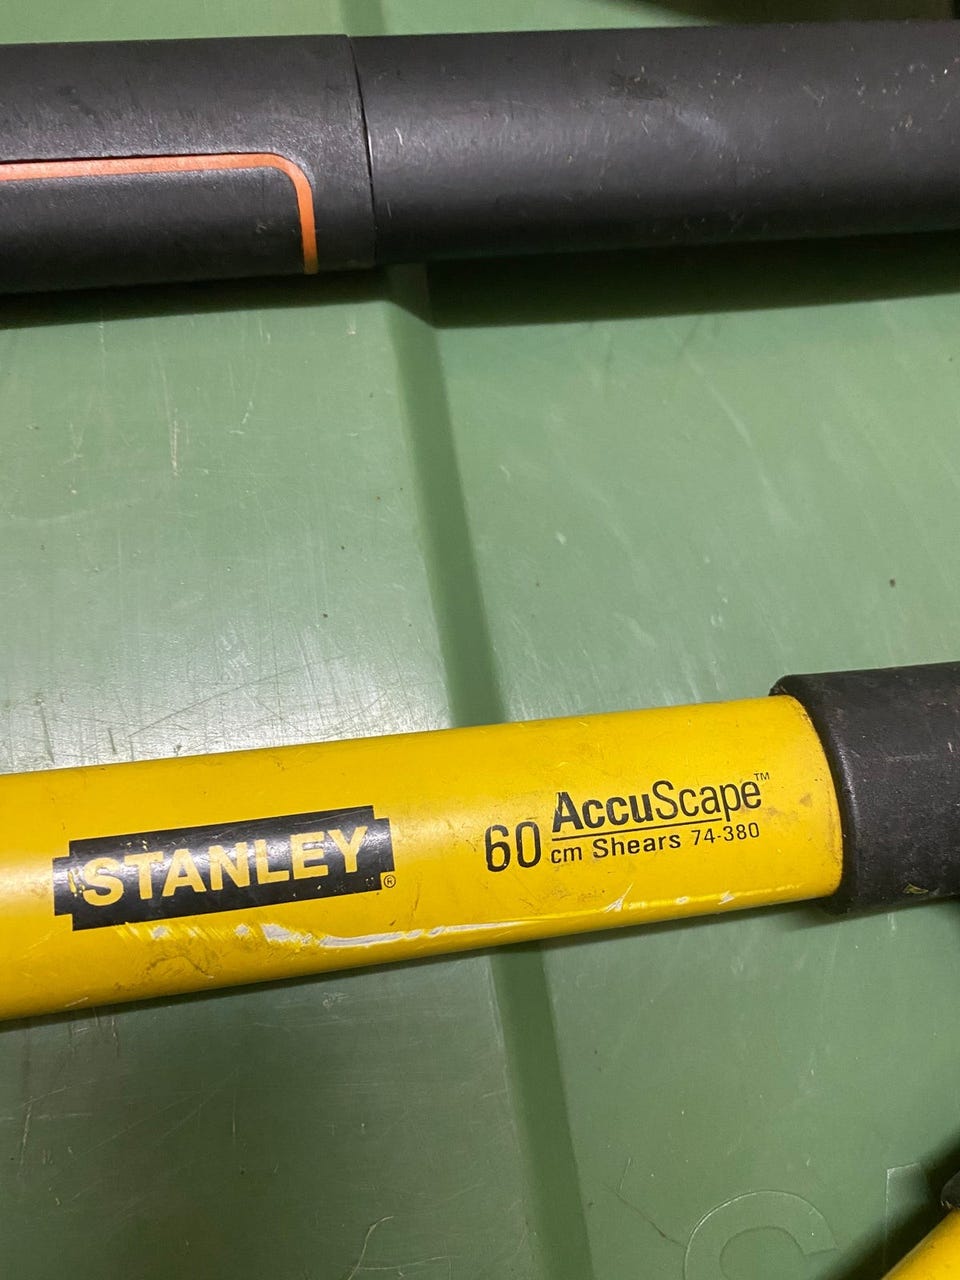 STANLEY®
60
AccuScape™
cm Shears 74-380